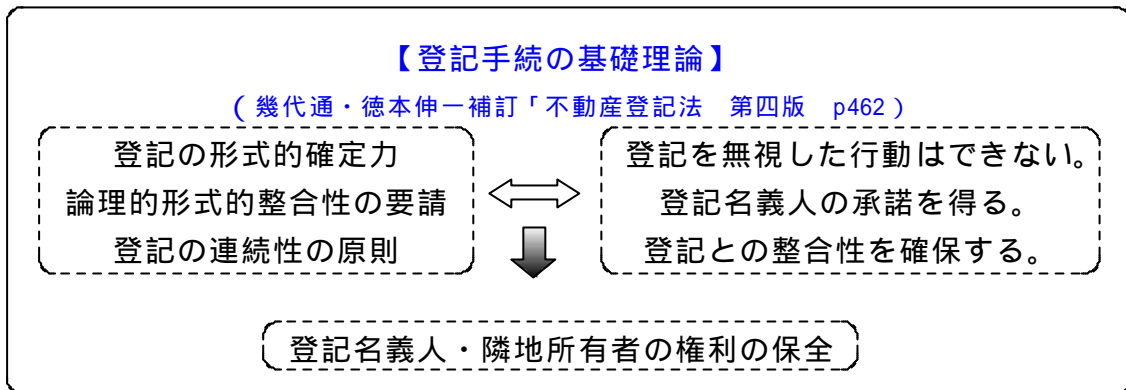 【登記手続の基礎理論】
(幾代通・徳本伸一補訂「不動産登記法　第四版　p462)
登記の形式的確定力
論理的形式的整合性の要請
登記の連続性の原則
登記を無視した行動はできない。
登記名義人の承諾を得る。
登記との整合性を確保する。
登記名義人・隣地所有者の権利の保全